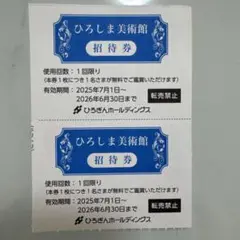 ひろしま美術館
招待券
使用回数：1回限り
(本券1枚につき1名さまが無料でご鑑賞いただけます)
有効期間：2025年7月1日〜
2026年6月30日まで
転売禁止
ひろぎんホールディングス
ひろしま美術館
招待券
使用回数：1回限り
(本券1枚につき1名さまが無料でご鑑賞いただけます)
有効期間：2025年7月1日〜
2026年6月30日まで
転売禁止
ひろぎんホールディングス